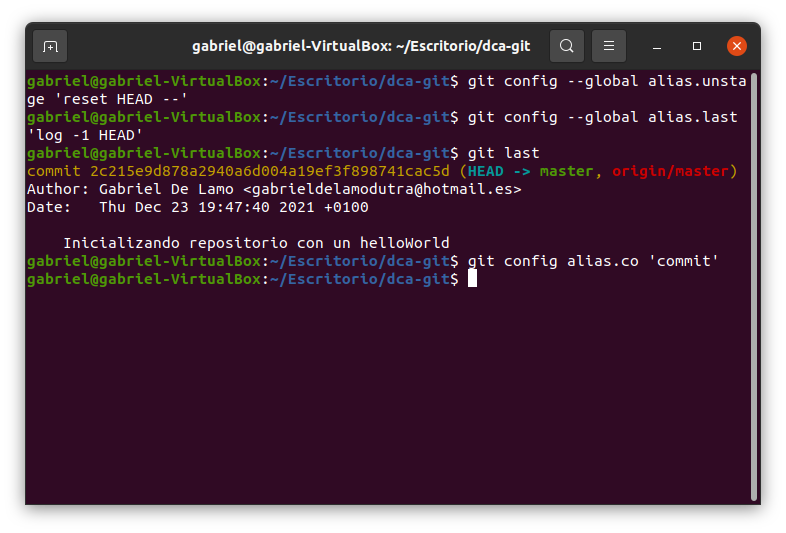 gabriel@gabriel-VirtualBox: ~/Escritorio/dca-git
gabriel@gabriel-VirtualBox:~/Escritorio/dca-git$ git config --global alias.unsta
ge 'reset HEAD --'
gabriel@gabriel-VirtualBox:~/Escritorio/dca-git$ git config --global alias.last
'log -1 HEAD'
gabriel@gabriel-VirtualBox:~/Escritorio/dca-git$ git last
commit 2c215e9d878a2940a6d004a19ef3f898741cac5d (HEAD -> master, origin/master)
Author: Gabriel De Lamo <gabrieldelamodutra@hotmail.es>
Date:   Thu Dec 23 19:47:40 2021 +0100
    Inicializando repositorio con un helloWorld
gabriel@gabriel-VirtualBox:~/Escritorio/dca-git$ git config alias.co 'commit'
gabriel@gabriel-VirtualBox:~/Escritorio/dca-git$